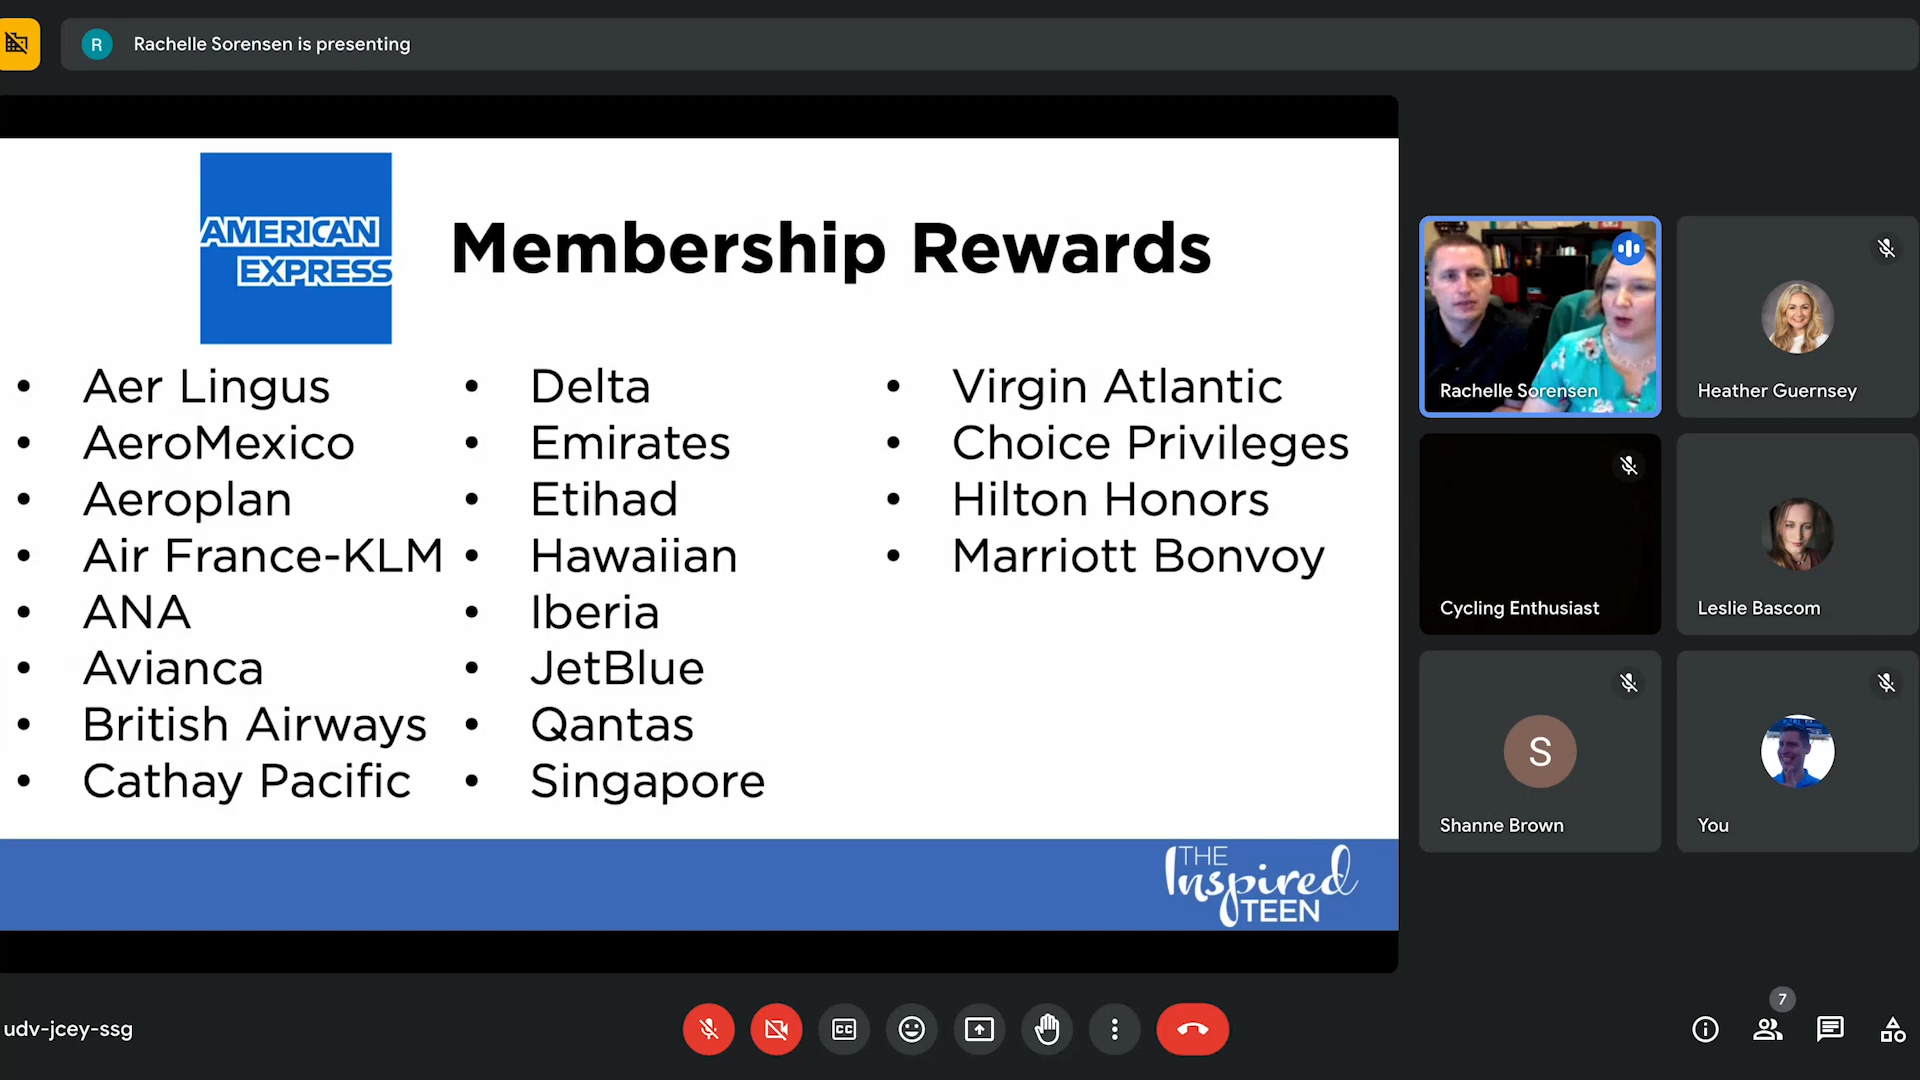 R Rachelle Sorensen is presenting
AMERICAN
EXPRESS
Membership Rewards
• Aer Lingus
• AeroMexico
• Aeroplan
• Air France-KLM
• ANA
• Avianca
• British Airways
• Cathay Pacific
• Delta
• Emirates
• Etihad
• Hawaiian
• Iberia
• JetBlue
• Qantas
• Singapore
• Virgin Atlantic
• Choice Privileges
• Hilton Honors
• Marriott Bonvoy
THE
Inspired
TEEN
Rachelle Sorensen
Heather Guernsey
Cycling Enthusiast
Leslie Bascom
S
Shanne Brown
You
udv-jcey-ssg
CC
7